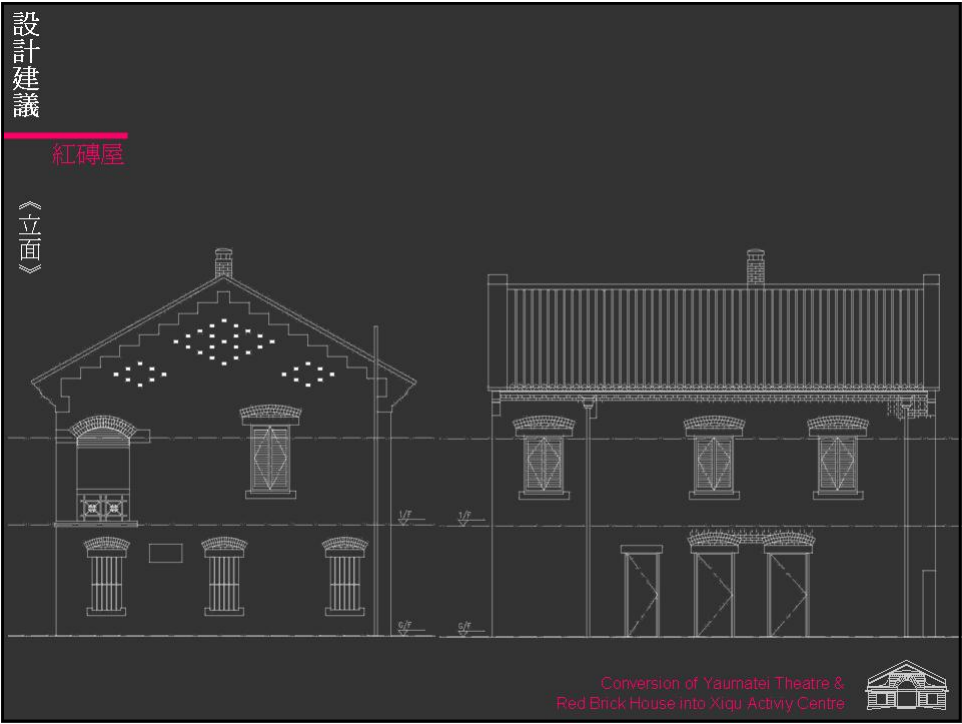 設計建議
紅磚屋
《立面》
1/F
1/F
G/F
G/F
Conversion of Yaumatei Theatre &
Red Brick House into Xiqu Activiy Centre